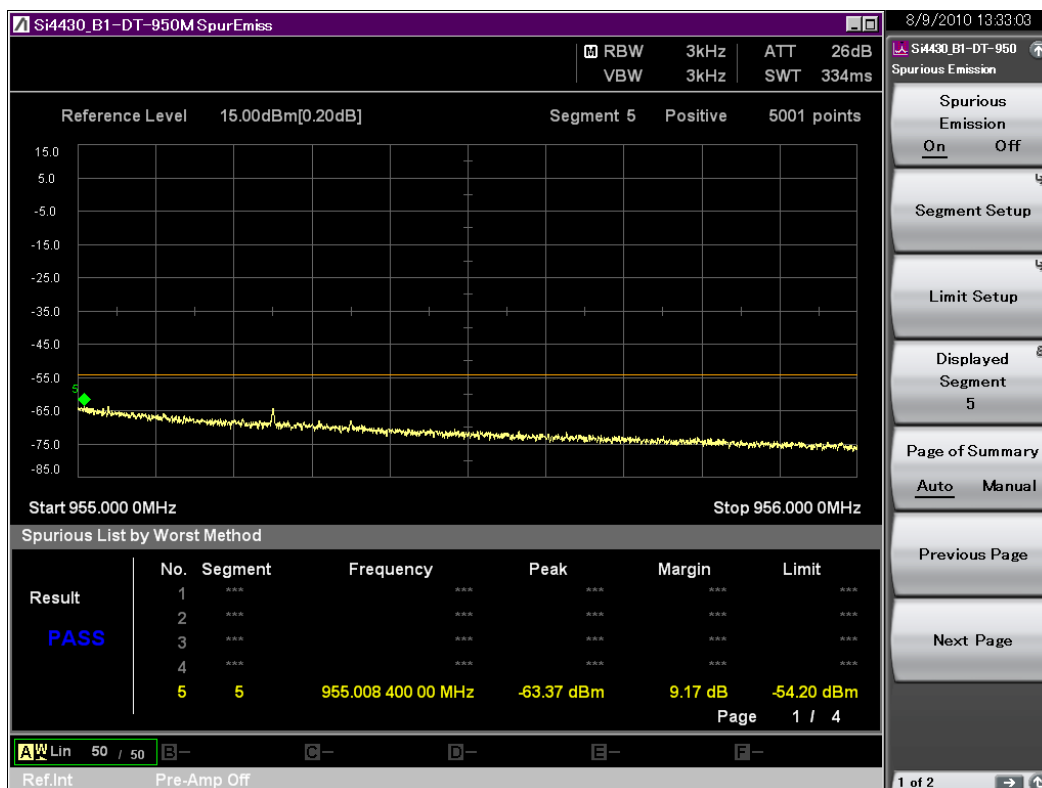 Si4430_B1-DT-950M SpurEmiss
8/9/2010 13:33:03
M RBW 3kHz ATT 26dB
VBW 3kHz SWT 334ms
Reference Level 15.00dBm[0.20dB] Segment 5 Positive 5001 points
15.0
5.0
-5.0
-15.0
-25.0
-35.0
-45.0
-55.0
-65.0
-75.0
-85.0
5
Start 955.000 0MHz Stop 956.000 0MHz
Spurious List by Worst Method
No. Segment Frequency Peak Margin Limit
1 *** *** *** *** ***
2 *** *** *** *** ***
3 *** *** *** *** ***
4 *** *** *** *** ***
5 5 955.008 400 00 MHz -63.37 dBm 9.17 dB -54.20 dBm
Result
PASS
Page 1 / 4
A W Lin 50 / 50 B- C- D- E- F-
Ref.Int Pre-Amp Off
Si4430_B1-DT-950
Spurious Emission
Spurious
Emission
On Off
Segment Setup
Limit Setup
Displayed
Segment
5
Page of Summary
Auto Manual
Previous Page
Next Page
1 of 2